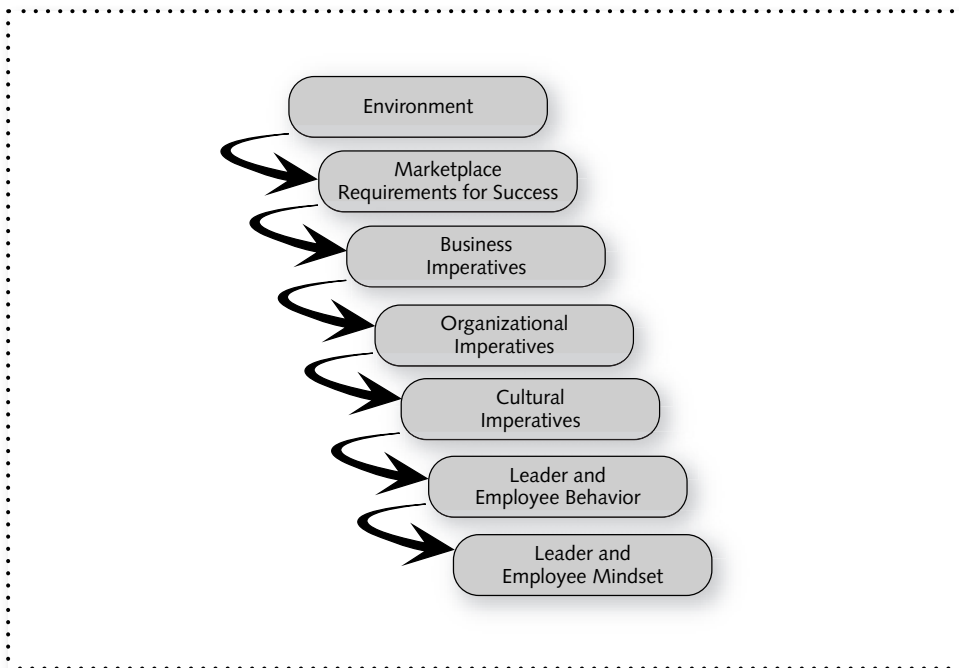 Environment
Marketplace
Requirements for Success
Business
Imperatives
Organizational
Imperatives
Cultural
Imperatives
Leader and
Employee Behavior
Leader and
Employee Mindset